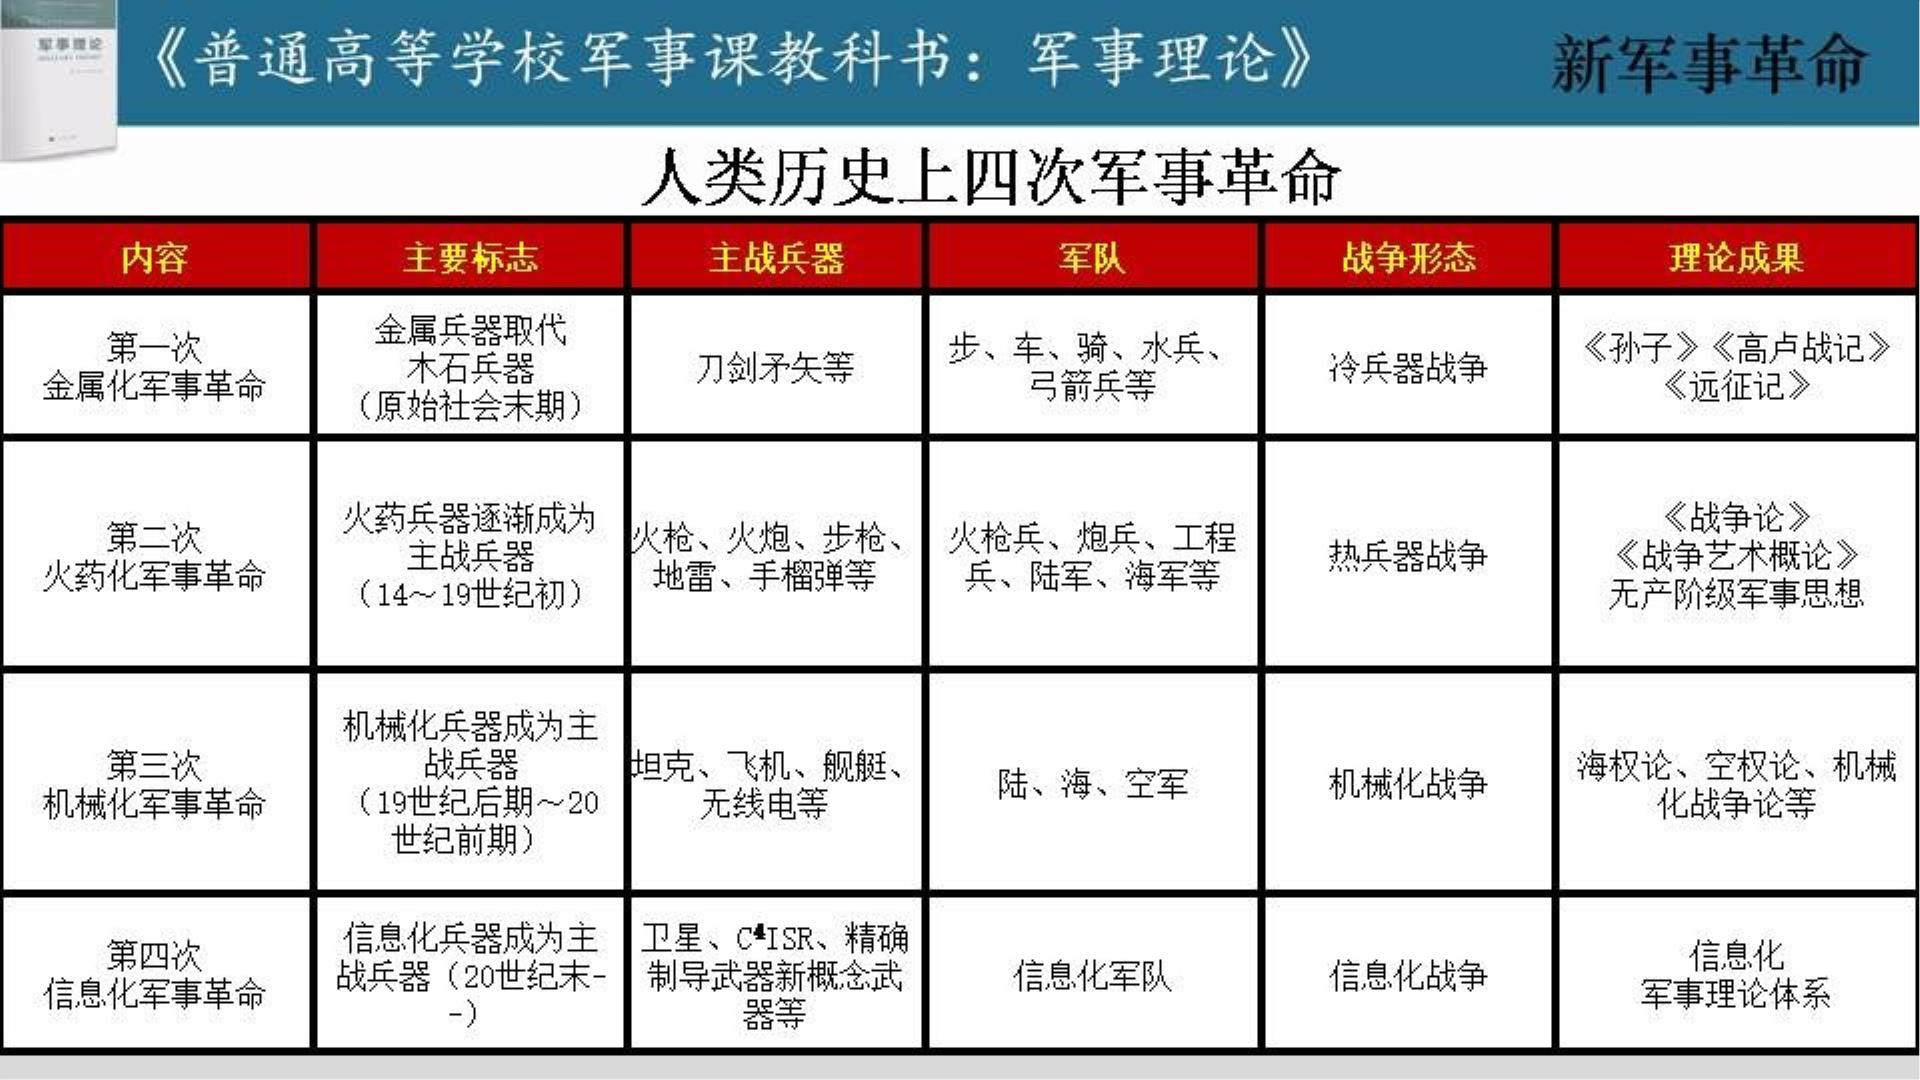 军事理论
《普通高等学校军事课教科书：军事理论》
新军事革命
人类历史上四次军事革命
内容
主要标志
主战兵器
军队
战争形态
理论成果
第一次
金属化军事革命
金属兵器取代
木石兵器
（原始社会末期）
刀剑矛矢等
步、车、骑、水兵、
弓箭兵等
冷兵器战争
《孙子》《高卢战记》
《远征记》
第二次
火药化军事革命
火药兵器逐渐成为
主战兵器
（14～19世纪初）
火枪、火炮、步枪、
地雷、手榴弹等
火枪兵、炮兵、工程
兵、陆军、海军等
热兵器战争
《战争论》
《战争艺术概论》
无产阶级军事思想
第三次
机械化军事革命
机械化兵器成为主
战兵器
（19世纪后期～20
世纪前期）
坦克、飞机、舰艇、
无线电等
陆、海、空军
机械化战争
海权论、空权论、机械
化战争论等
第四次
信息化军事革命
信息化兵器成为主
战兵器（20世纪末-
-）
卫星、C⁴ISR、精确
制导武器新概念武
器等
信息化军队
信息化战争
信息化
军事理论体系